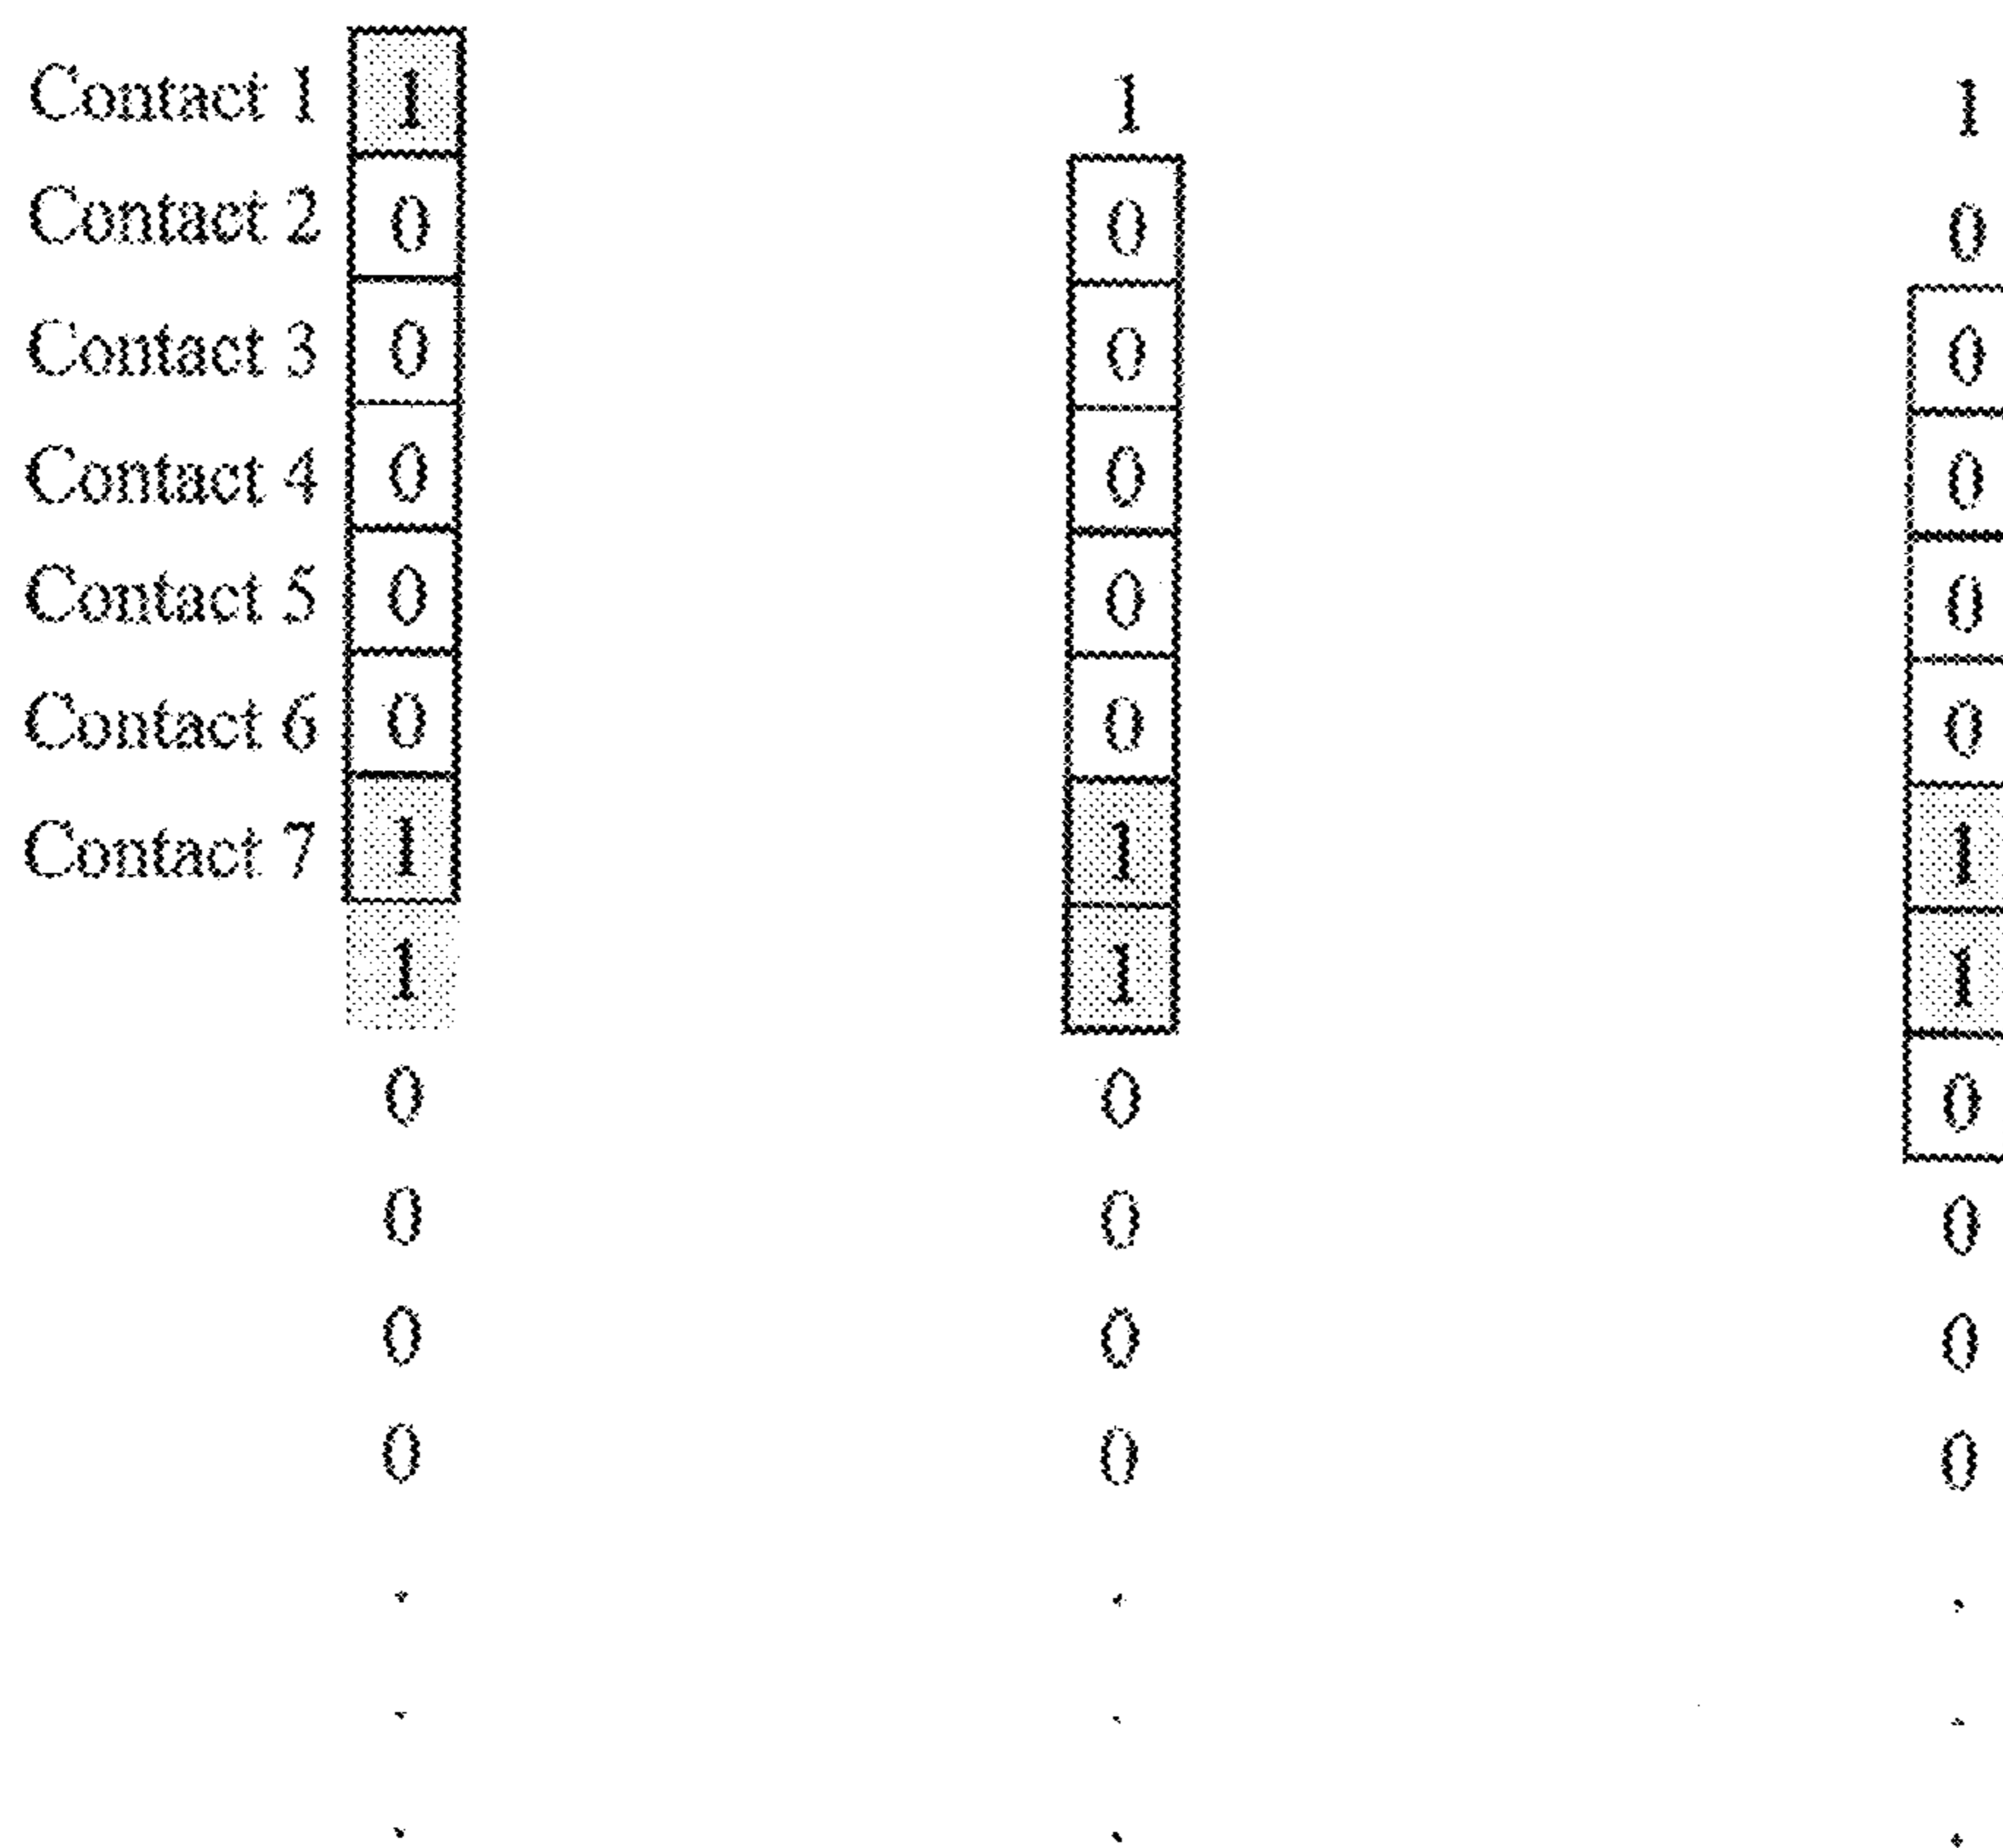 Contact 1 1 1 1
Contact 2 0 0 0
Contact 3 0 0 0
Contact 4 0 0 0
Contact 5 0 0 0
Contact 6 0 0 0
Contact 7 1 1 1
1 1 1
0 0 0
0 0 0
0 0 0
0 0 0
. . .
. . .
. . .